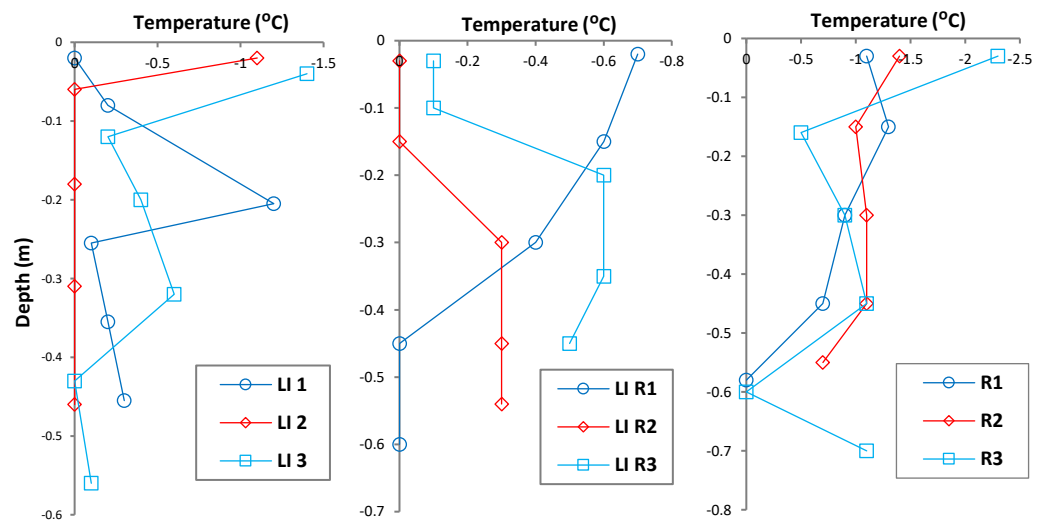 Temperature (⁰C)
0 -0.5 -1 -1.5
0
-0.1
-0.2
-0.3
-0.4
-0.5
-0.6
Depth (m)
LI 1
LI 2
LI 3
Temperature (⁰C)
0 -0.2 -0.4 -0.6 -0.8
0
-0.1
-0.2
-0.3
-0.4
-0.5
-0.6
-0.7
LI R1
LI R2
LI R3
Temperature (⁰C)
0 -0.5 -1 -1.5 -2 -2.5
0
-0.1
-0.2
-0.3
-0.4
-0.5
-0.6
-0.7
-0.8
R1
R2
R3